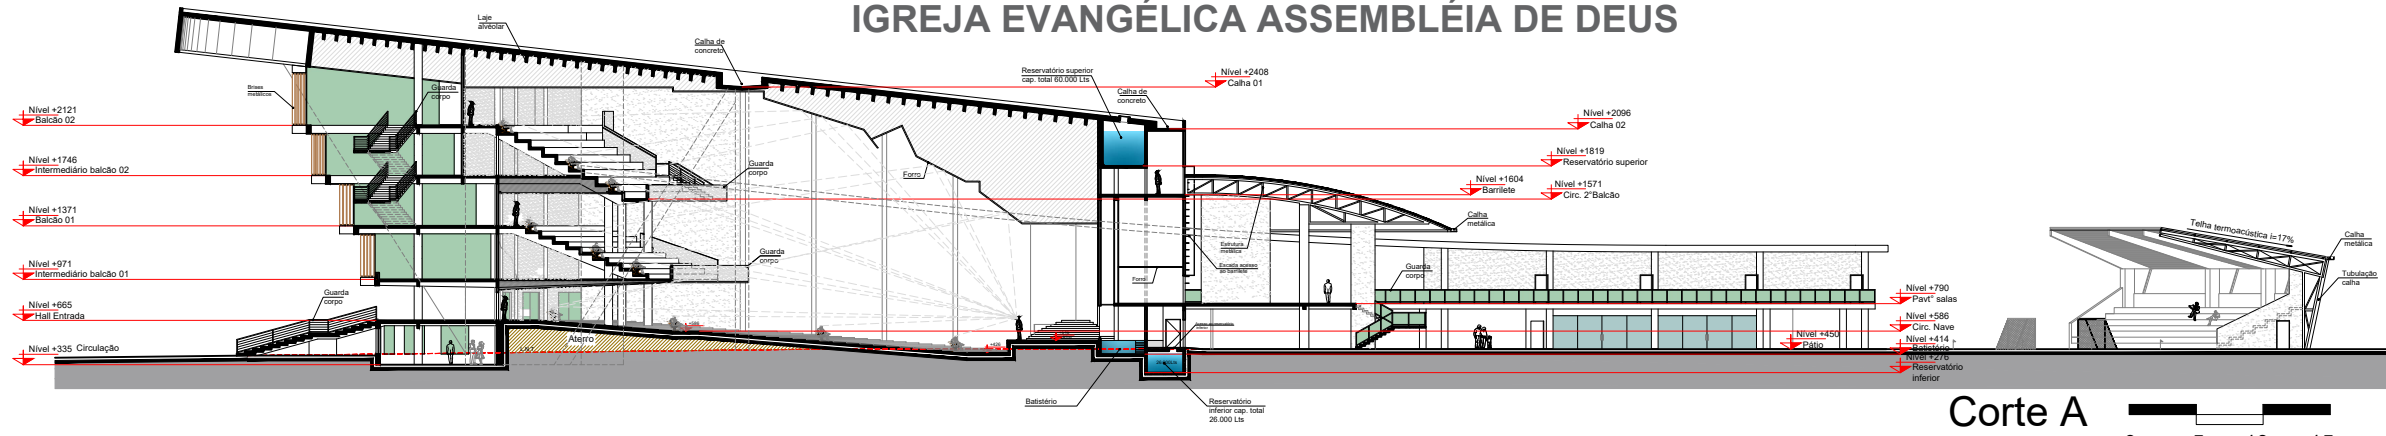 IGREJA EVANGÉLICA ASSEMBLÉIA DE DEUS
Laje
alveolar
Calha de
concreto
Reservatório superior
cap. total 60.000 Lts
Calha de
concreto
Nível +2408
Calha 01
Brises
metálicos
Guarda
corpo
Nível +2121
Balcão 02
Nível +2096
Calha 02
Nível +1746
Intermediário balcão 02
Guarda
corpo
Forro
Nível +1819
Reservatório superior
Nível +1604
Barrilete
Nível +1571
Circ. 2°Balcão
Nível +1371
Balcão 01
Calha
metálica
Telha termoacústica i=17%
Calha
metálica
Estrutura
metálica
Guarda
corpo
Escada acesso
ao barrilete
Forro
Guarda
corpo
Tubulação
calha
Nível +971
Intermediário balcão 01
Guarda
corpo
Nível +790
Pavt° salas
Nível +665
Hall Entrada
Nível +586
Circ. Nave
Nível +450
Pátio
Aterro
Nível +335 Circulação
Nível +414
Batistério
Nível +276
Reservatório
inferior
Batistério
Reservatório
inferior cap. total
26.000 Lts
Corte A